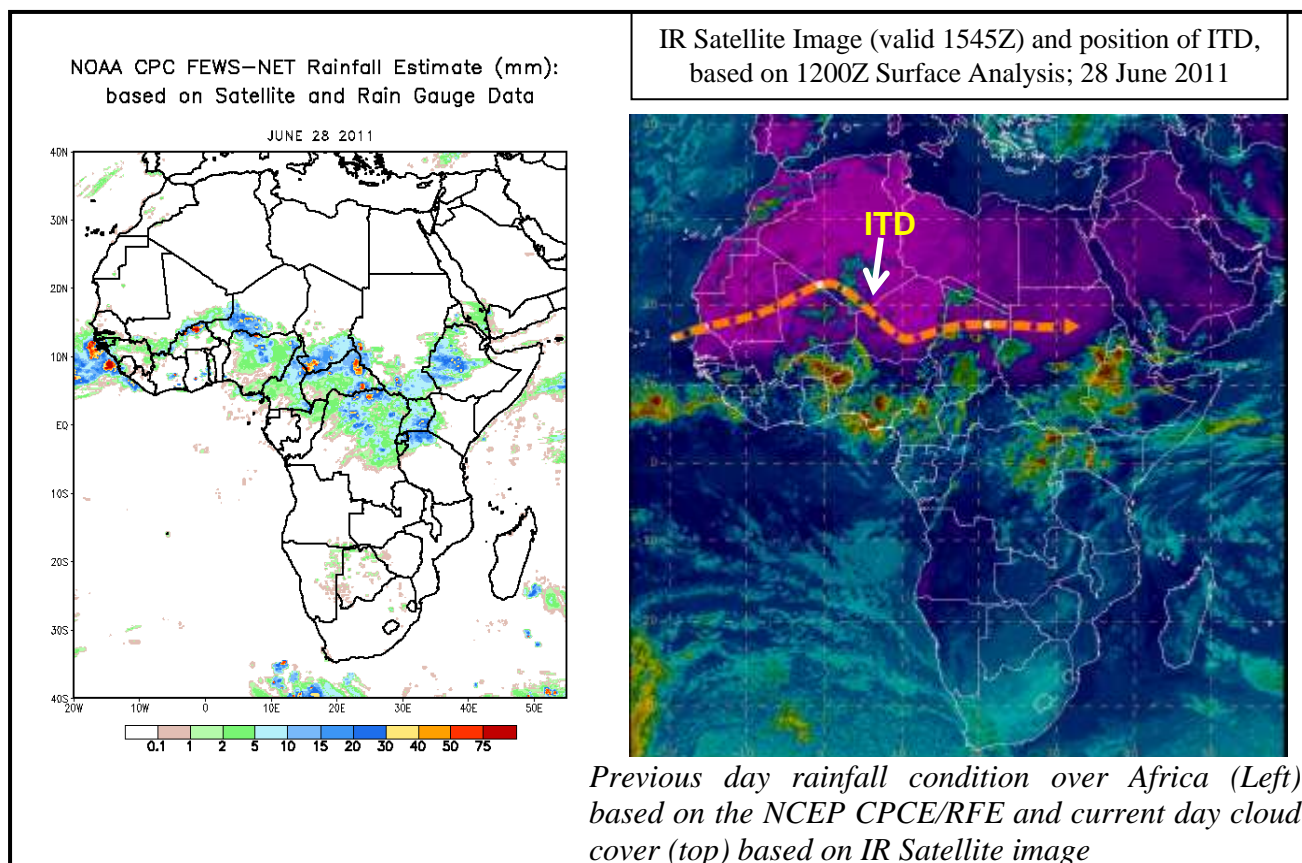 NOAA CPC FEWS-NET Rainfall Estimate (mm):
based on Satellite and Rain Gauge Data
JUNE 28 2011
40N
30N
20N
10N
EQ
10S
20S
30S
40S
20W 10W 0 10E 20E 30E 40E 50E
0.1 1 2 5 10 15 20 30 40 50 75
IR Satellite Image (valid 1545Z) and position of ITD,
based on 1200Z Surface Analysis; 28 June 2011
ITD
Previous day rainfall condition over Africa (Left)
based on the NCEP CPCE/RFE and current day cloud
cover (top) based on IR Satellite image